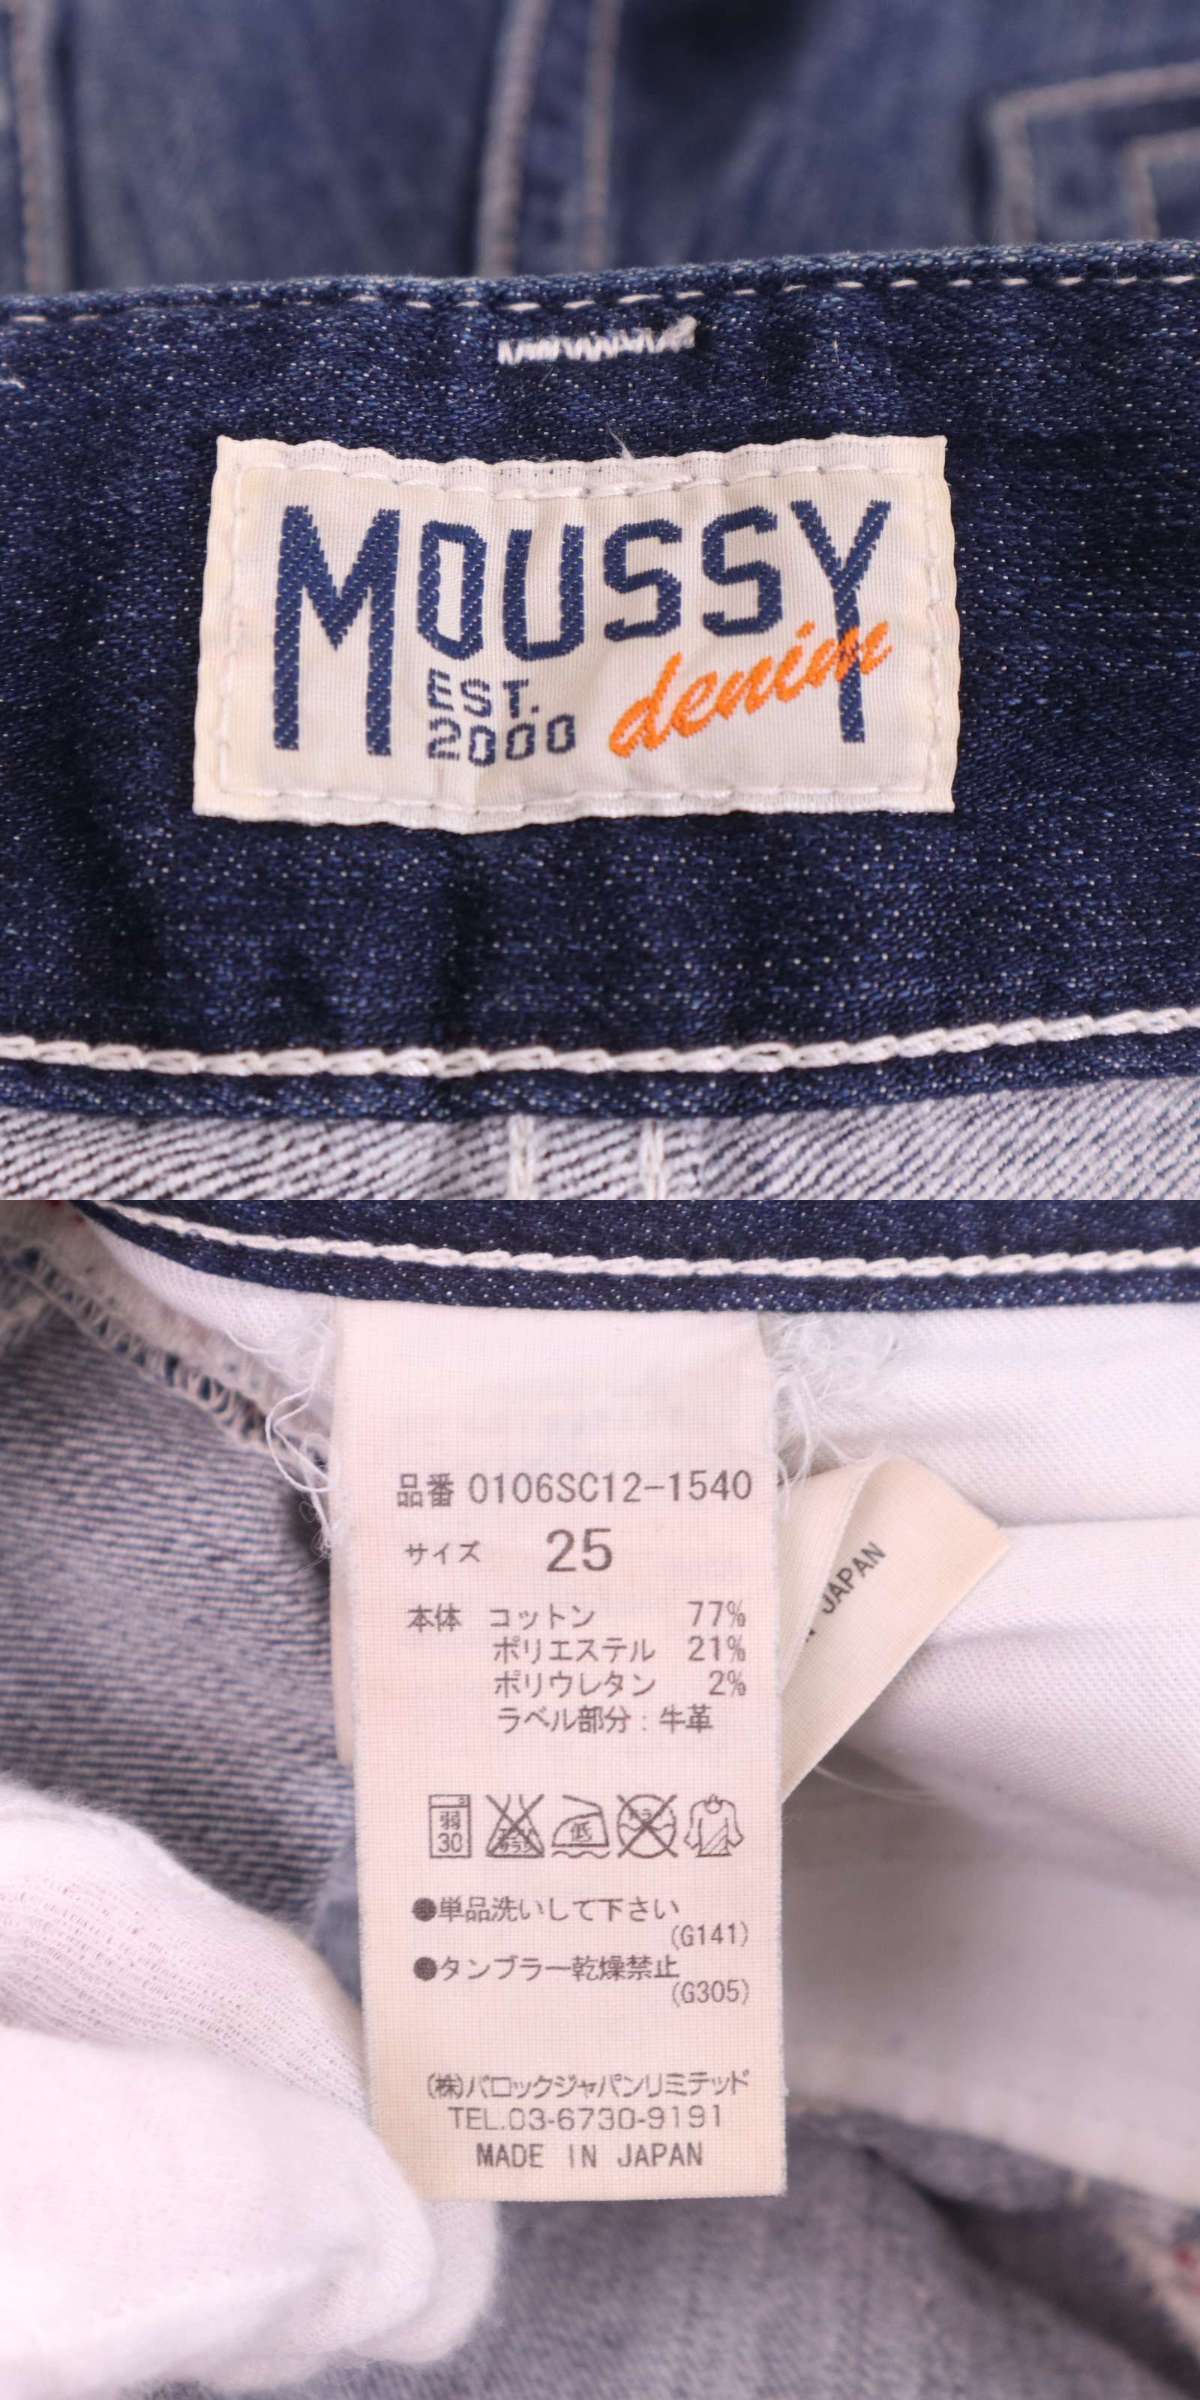 MOUSSY
EST.
2000
denim
品番 0106SC12-1540
サイズ 25
本体 コットン 77%
ポリエステル 21%
ポリウレタン 2%
ラベル部分：牛革
JAPAN
弱
30
低
●単品洗いして下さい
(G141)
●タンブラー乾燥禁止
(G305)
(株)バロックジャパンリミテッド
TEL.03-6730-9191
MADE IN JAPAN